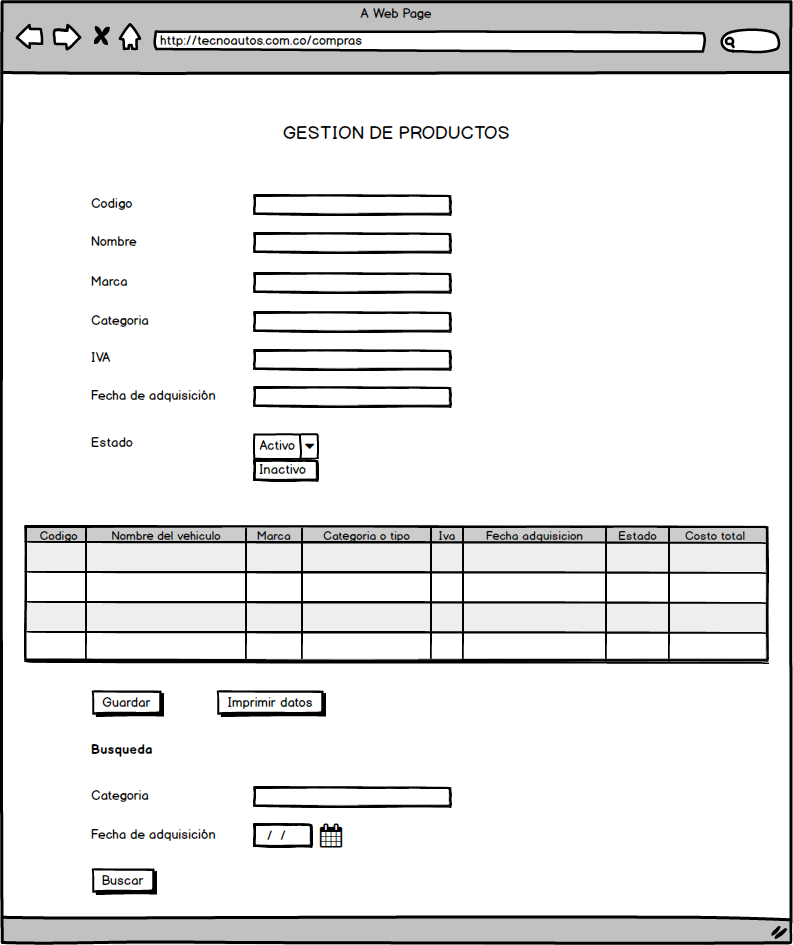 A Web Page
http://tecnoautos.com.co/compras
GESTION DE PRODUCTOS
Codigo
Nombre
Marca
Categoria
IVA
Fecha de adquisición
Estado
Activo
Inactivo
Codigo Nombre del vehiculo Marca Categoria o tipo Iva Fecha adquisicion Estado Costo total
Guardar Imprimir datos
Busqueda
Categoria
Fecha de adquisición / /
Buscar